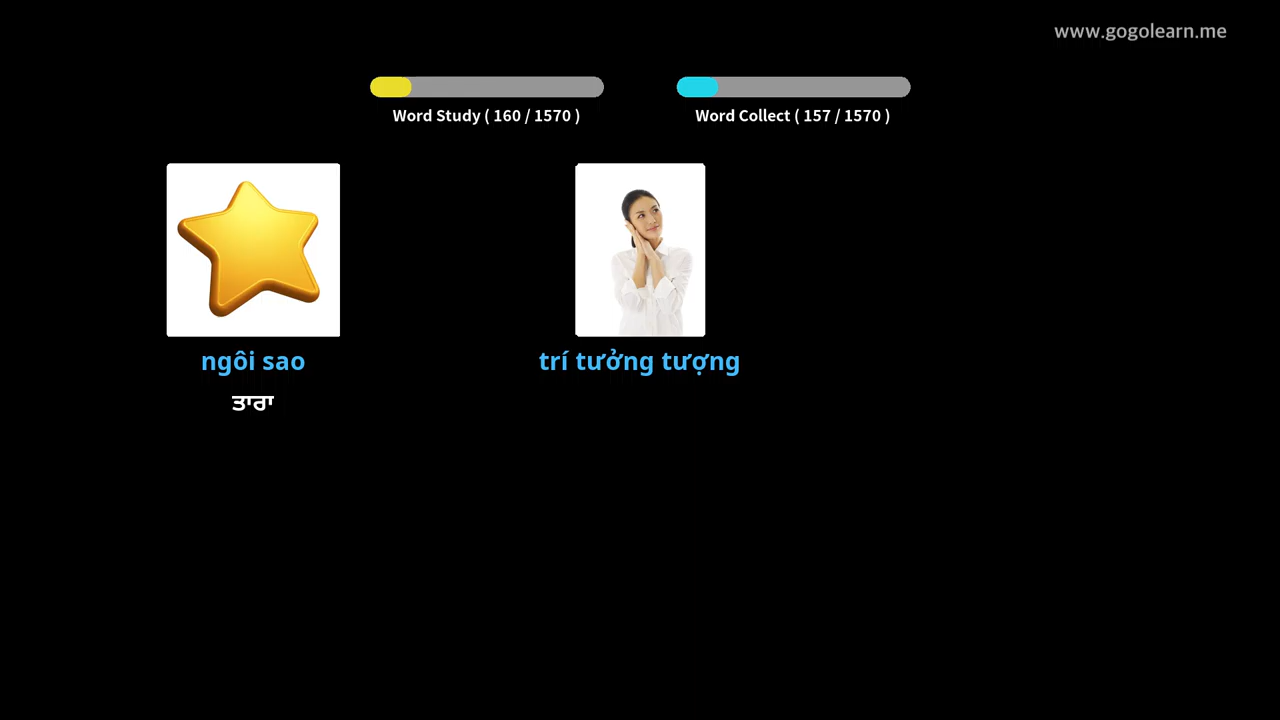 www.gogolearn.me
Word Study ( 160 / 1570 )
Word Collect ( 157 / 1570 )
ngôi sao
trí tưởng tượng
ਤਾਰਾ